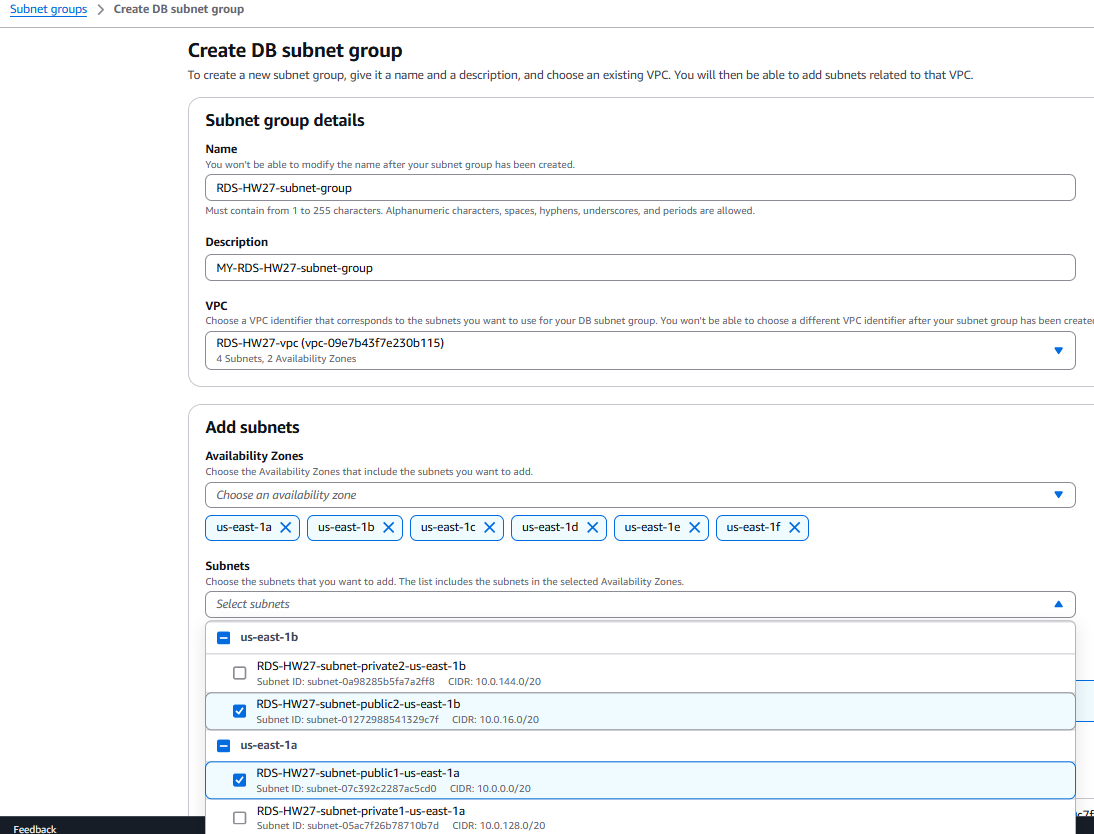 Subnet groups > Create DB subnet group
Create DB subnet group
To create a new subnet group, give it a name and a description, and choose an existing VPC. You will then be able to add subnets related to that VPC.
Subnet group details
Name
You won't be able to modify the name after your subnet group has been created.
RDS-HW27-subnet-group
Must contain from 1 to 255 characters. Alphanumeric characters, spaces, hyphens, underscores, and periods are allowed.
Description
MY-RDS-HW27-subnet-group
VPC
Choose a VPC identifier that corresponds to the subnets you want to use for your DB subnet group. You won't be able to choose a different VPC identifier after your subnet group has been
RDS-HW27-vpc (vpc-09e7b43f7e230b115)
4 Subnets, 2 Availability Zones
Add subnets
Availability Zones
Choose the Availability Zones that include the subnets you want to add.
Choose an availability zone
us-east-1a us-east-1b us-east-1c us-east-1d us-east-1e us-east-1f
Subnets
Choose the subnets that you want to add. The list includes the subnets in the selected Availability Zones.
Select subnets
us-east-1b
RDS-HW27-subnet-private2-us-east-1b
Subnet ID: subnet-0a98285b5fa7a2ff8 CIDR: 10.0.144.0/20
RDS-HW27-subnet-public2-us-east-1b
Subnet ID: subnet-01272988541329c7f CIDR: 10.0.16.0/20
us-east-1a
RDS-HW27-subnet-public1-us-east-1a
Subnet ID: subnet-07c392c2287ac5cd0 CIDR: 10.0.0.0/20
RDS-HW27-subnet-private1-us-east-1a
Subnet ID: subnet-05ac7f26b78710b7d CIDR: 10.0.128.0/20
Feedback